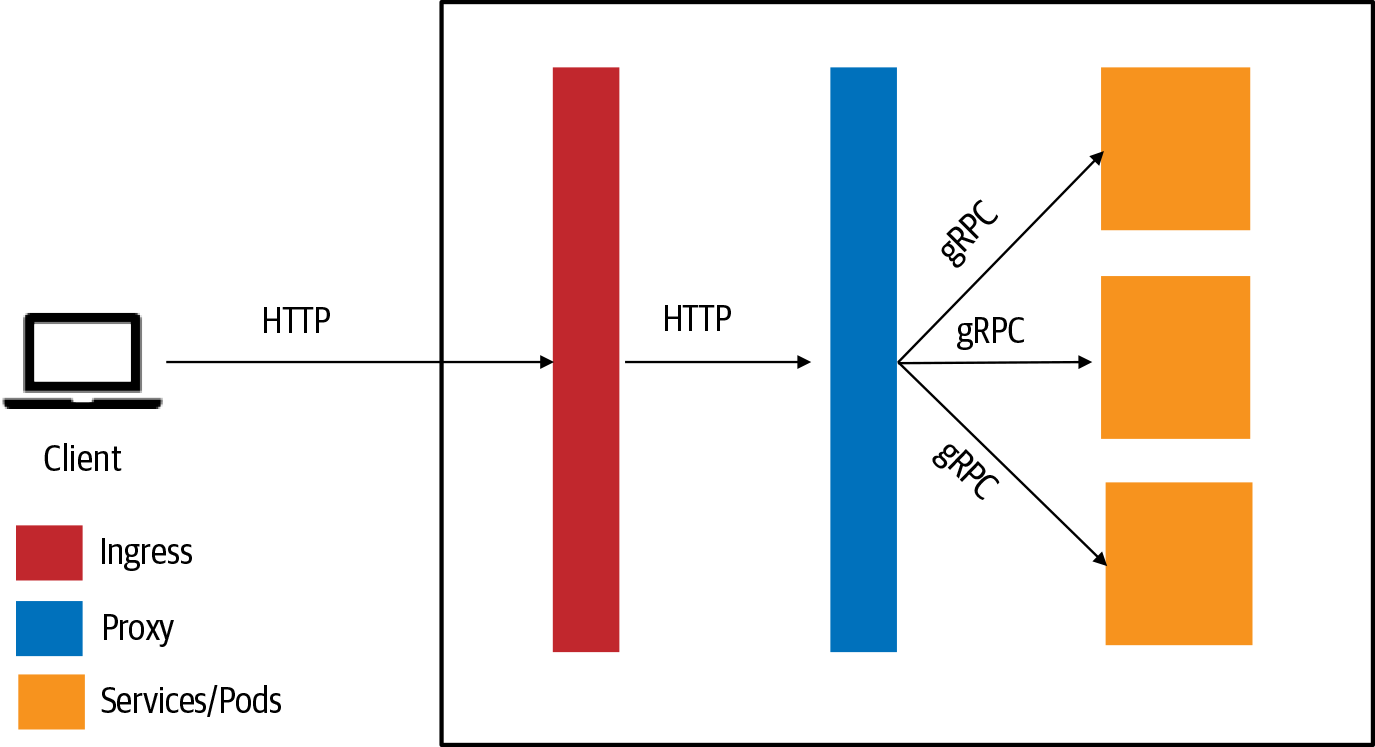 HTTP
HTTP
gRPC
gRPC
gRPC
Client
Ingress
Proxy
Services/Pods